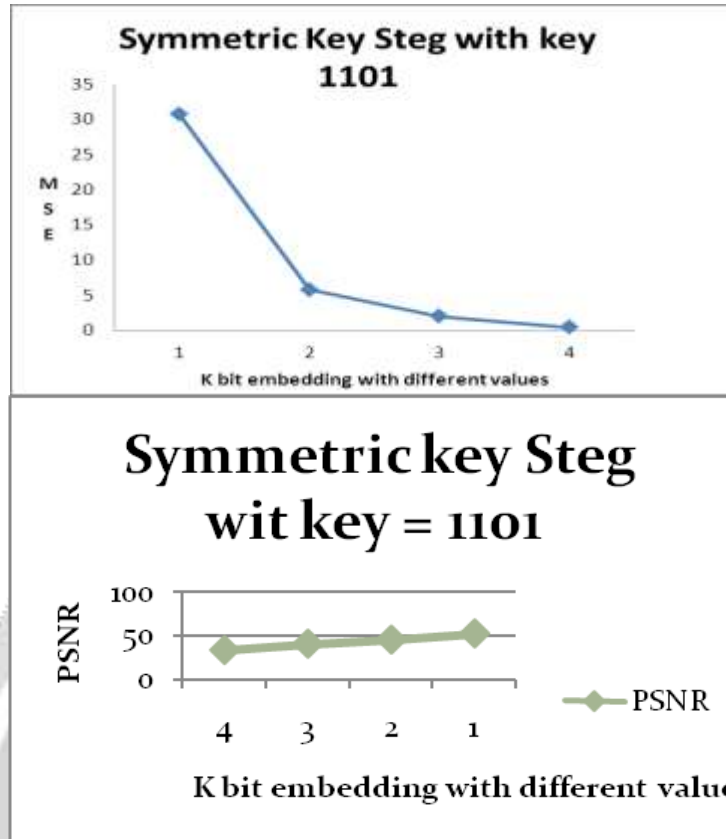 Symmetric Key Steg with key
1101
35
30
25
20
15
10
5
0
M
S
E
1 2 3 4
K bit embedding with different values
Symmetric key Steg
wit key = 1101
100
50
0
PSNR
4 3 2 1
PSNR
K bit embedding with different valu